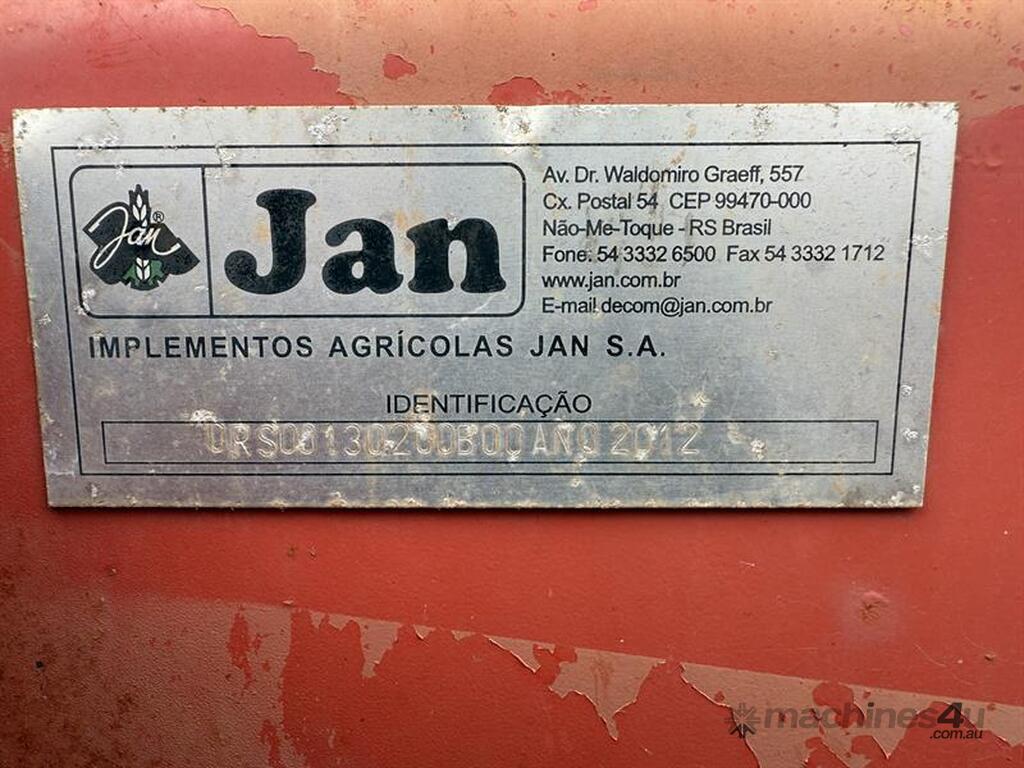 Jan
Jan
Av. Dr. Waldomiro Graeff, 557
Cx. Postal 54 CEP 99470-000
Não-Me-Toque - RS Brasil
Fone: 54 3332 6500 Fax 54 3332 1712
www.jan.com.br
E-mail decom@jan.com.br
IMPLEMENTOS AGRÍCOLAS JAN S.A.
IDENTIFICAÇÃO
ANO 2012
machines4u
.com.au